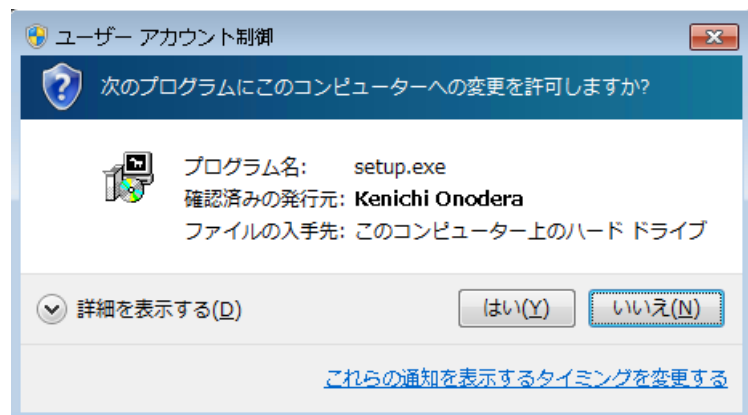 ユーザー アカウント制御
次のプログラムにこのコンピューターへの変更を許可しますか?
プログラム名: setup.exe
確認済みの発行元: Kenichi Onodera
ファイルの入手先: このコンピューター上のハード ドライブ
詳細を表示する(D) はい(Y) いいえ(N)
これらの通知を表示するタイミングを変更する